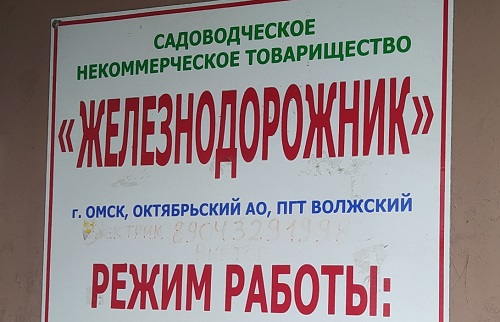 САДОВОДЧЕСКОЕ
НЕКОММЕРЧЕСКОЕ ТОВАРИЩЕСТВО
«ЖЕЛЕЗНОДОРОЖНИК»
г. ОМСК, ОКТЯБРЬСКИЙ АО, ПГТ ВОЛЖСКИЙ
РЕЖИМ РАБОТЫ: